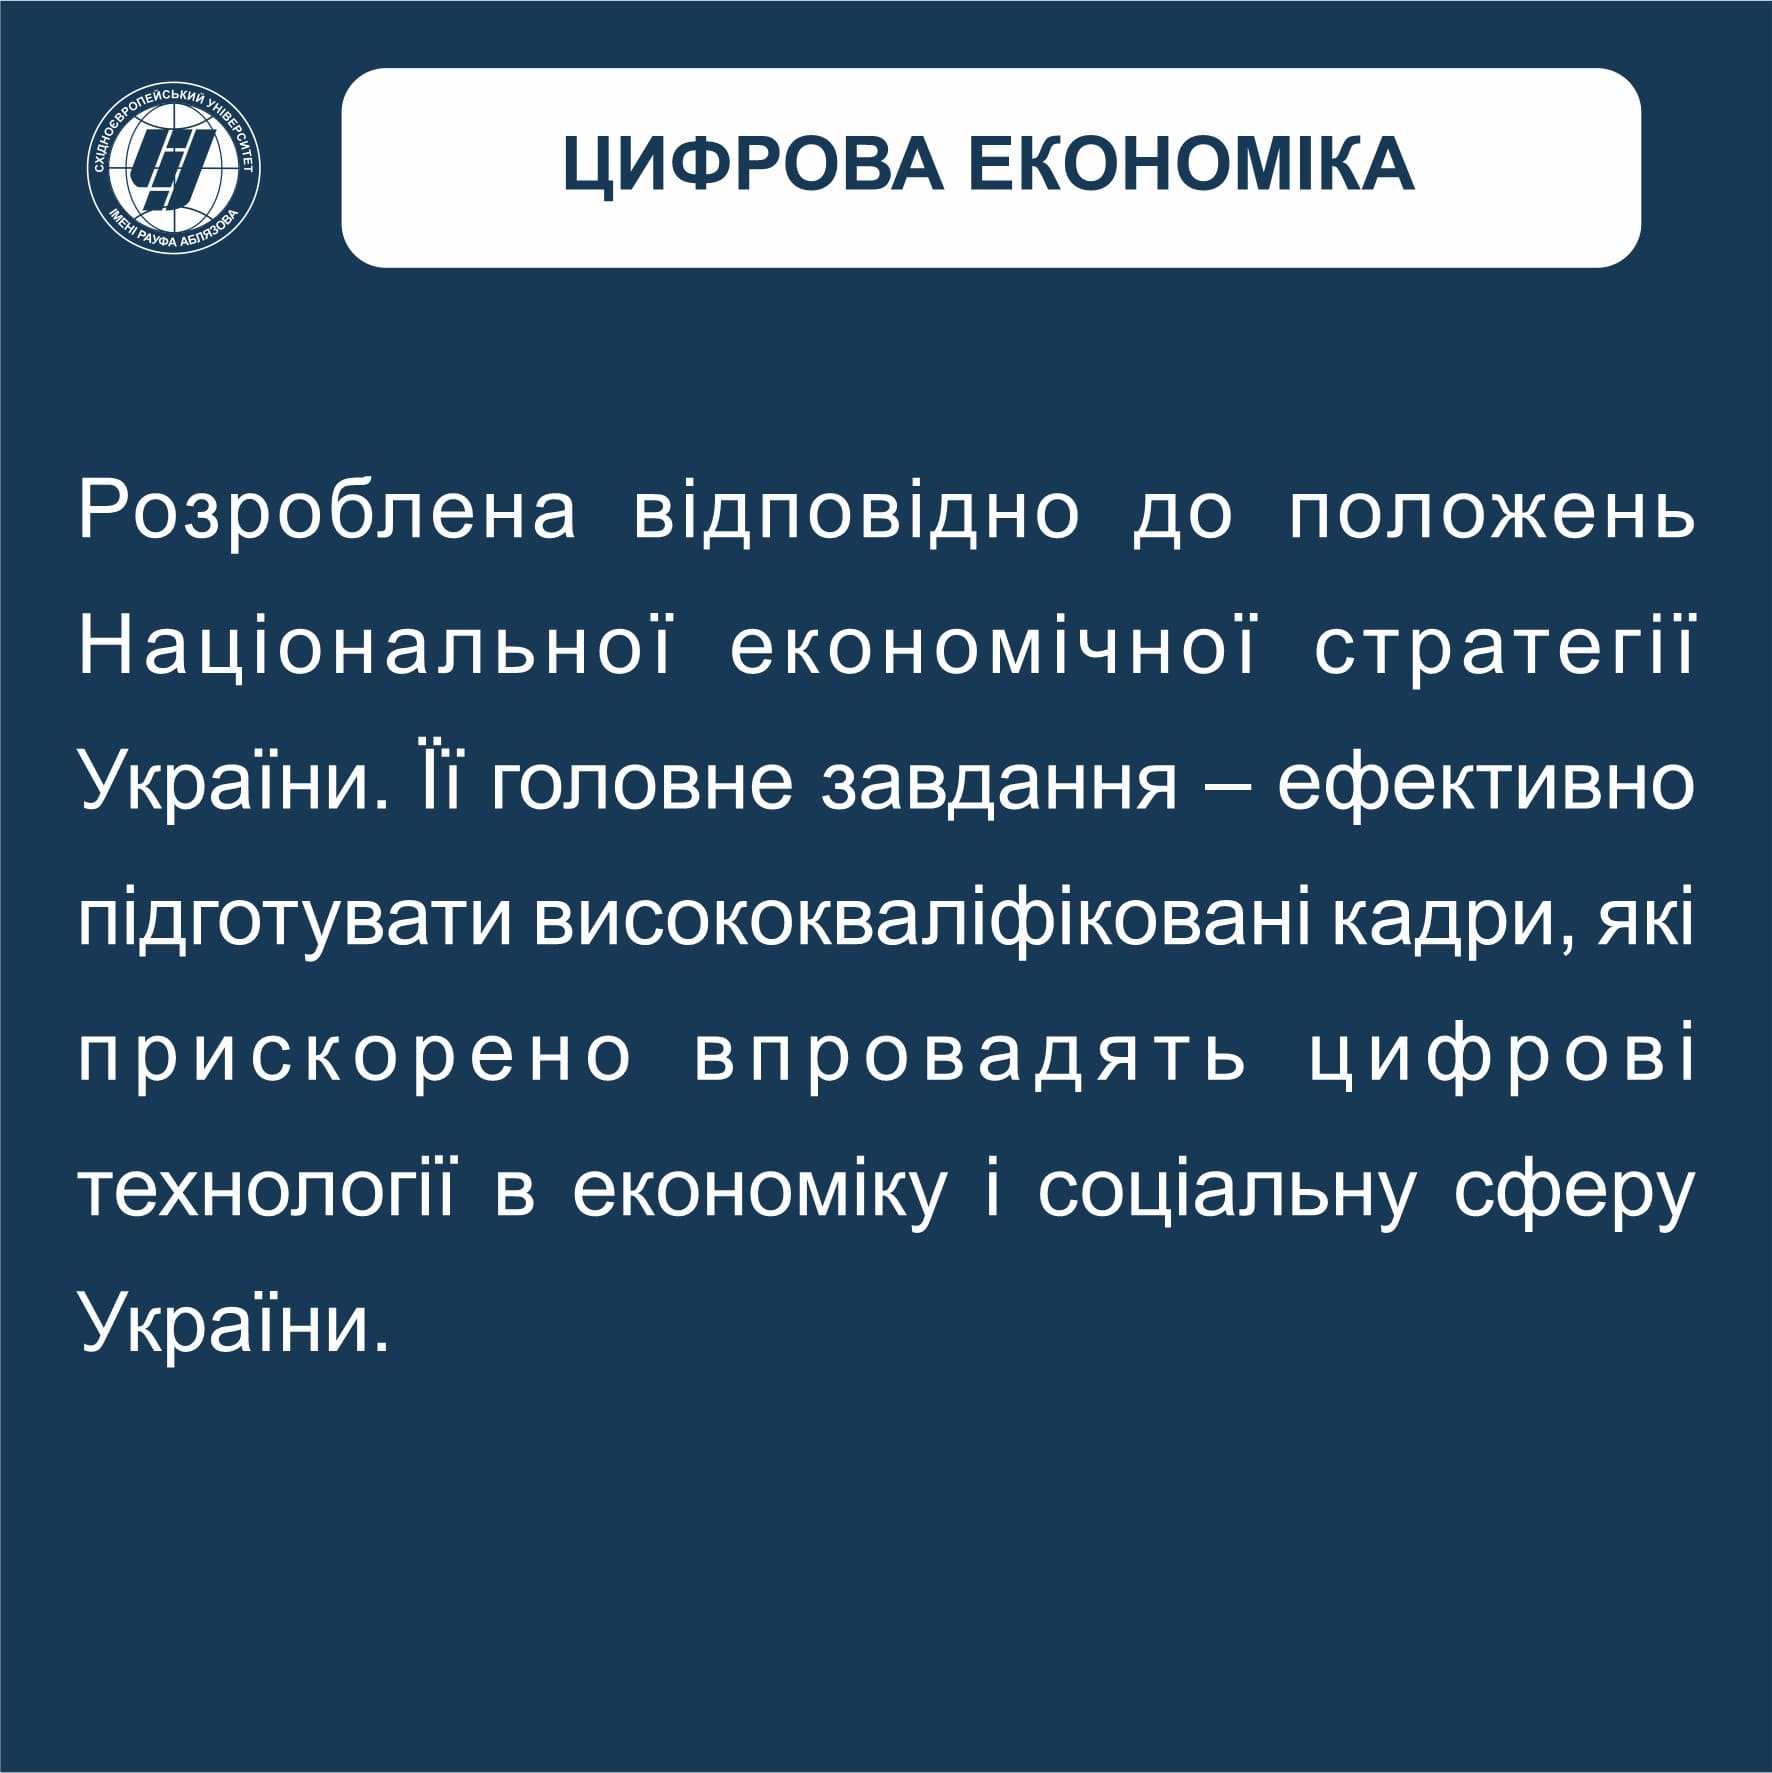 СХІДНОЄВРОПЕЙСЬКИЙ УНІВЕРСИТЕТ
ІМЕНІ РАУФА АБЛЯЗОВА
ЦИФРОВА ЕКОНОМІКА
Розроблена відповідно до положень
Національної економічної стратегії
України. Її головне завдання – ефективно
підготувати висококваліфіковані кадри, які
прискорено впровадять цифрові
технології в економіку і соціальну сферу
України.